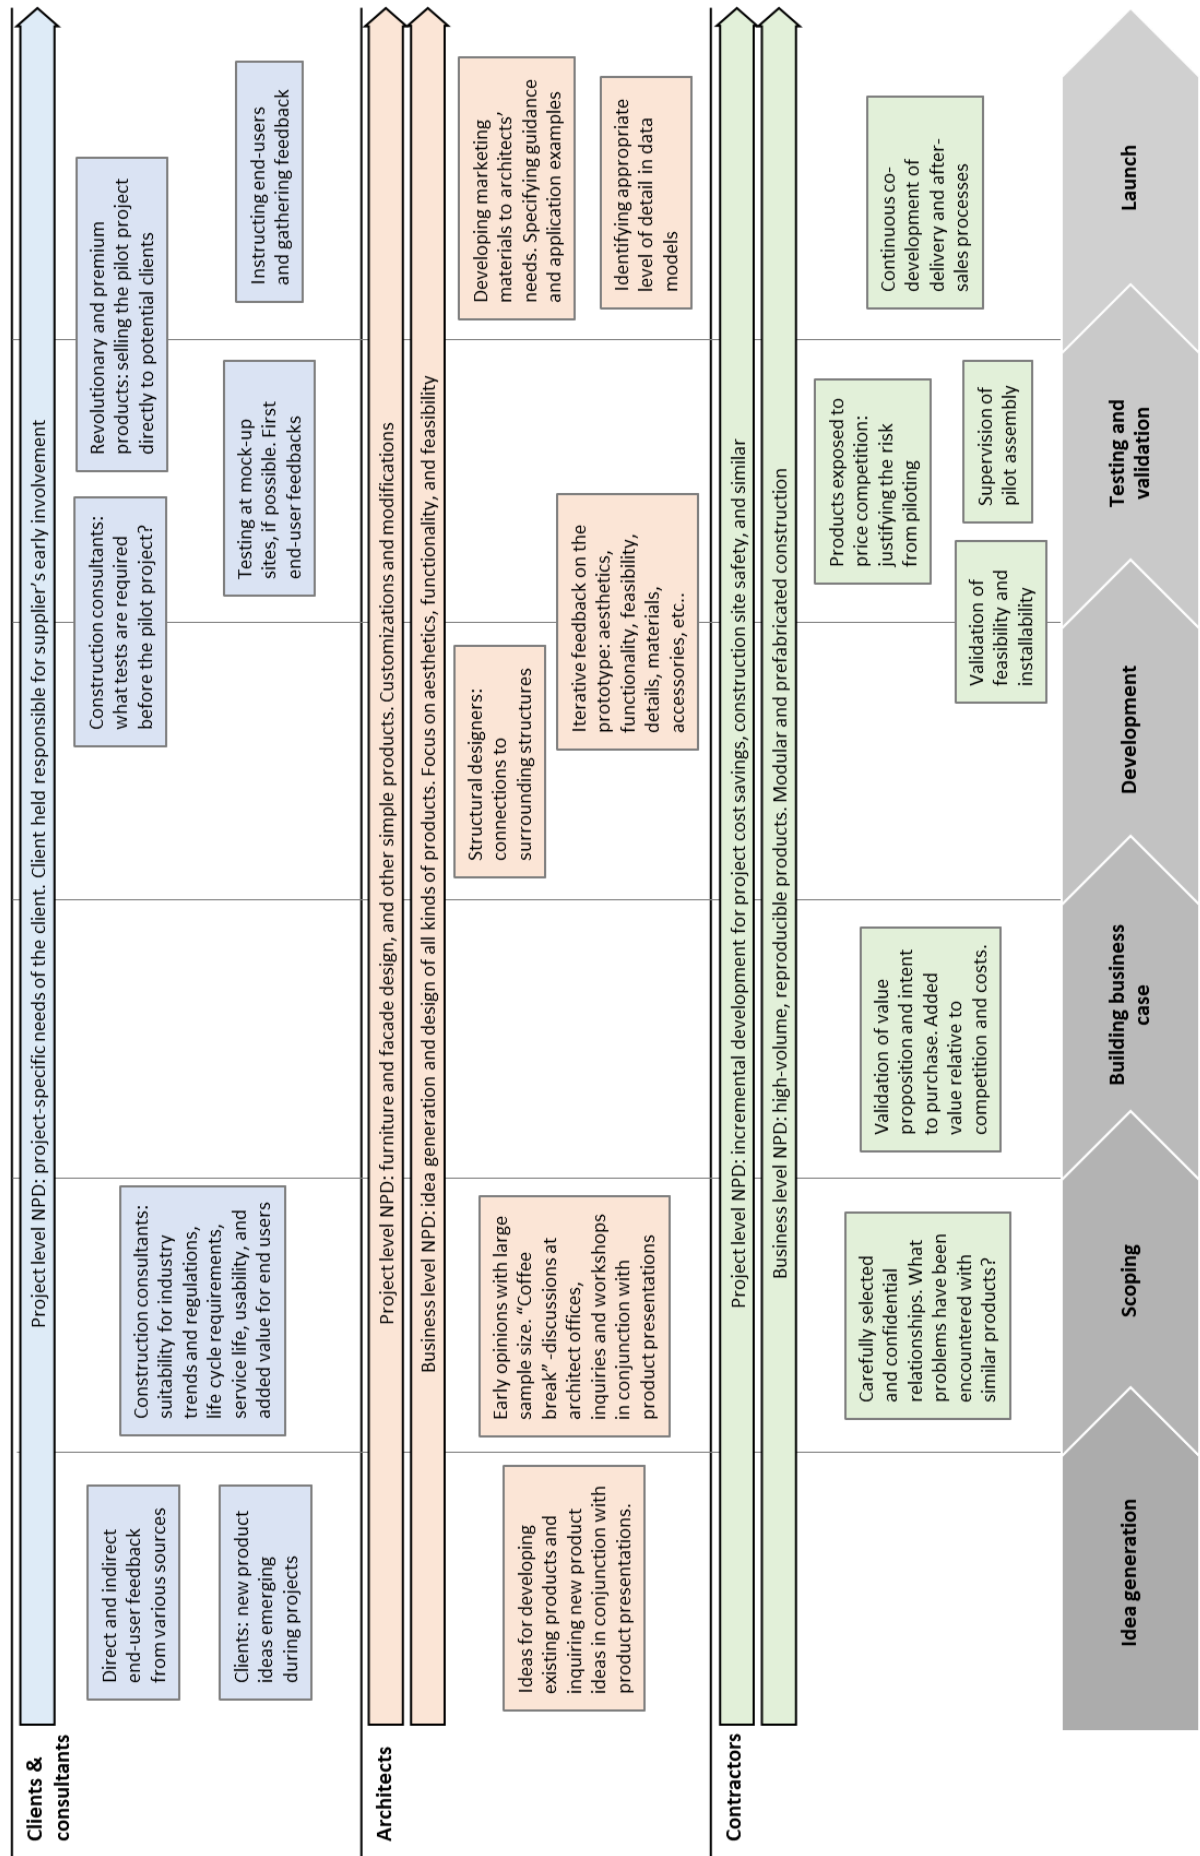 Clients &
consultants
Project level NPD: project-specific needs of the client. Client held responsible for supplier's early involvement
Direct and indirect
end-user feedback
from various sources
Clients: new product
ideas emerging
during projects
Construction consultants:
suitability for industry
trends and regulations,
life cycle requirements,
service life, usability, and
added value for end users
Construction consultants:
what tests are required
before the pilot project?
Revolutionary and premium
products: selling the pilot project
directly to potential clients
Testing at mock-up
sites, if possible. First
end-user feedbacks
Instructing end-users
and gathering feedback
Architects
Project level NPD: furniture and facade design, and other simple products. Customizations and modifications
Business level NPD: idea generation and design of all kinds of products. Focus on aesthetics, functionality, and feasibility
Ideas for developing
existing products and
inquiring new product
ideas in conjunction with
product presentations.
Early opinions with large
sample size. “Coffee
break” -discussions at
architect offices,
inquiries and workshops
in conjunction with
product presentations
Structural designers:
connections to
surrounding structures
Iterative feedback on the
prototype: aesthetics,
functionality, feasibility,
details, materials,
accessories, etc..
Developing marketing
materials to architects’
needs. Specifying guidance
and application examples
Identifying appropriate
level of detail in data
models
Contractors
Project level NPD: incremental development for project cost savings, construction site safety, and similar
Business level NPD: high-volume, reproducible products. Modular and prefabricated construction
Carefully selected
and confidential
relationships. What
problems have been
encountered with
similar products?
Validation of value
proposition and intent
to purchase. Added
value relative to
competition and costs.
Validation of
feasibility and
installability
Products exposed to
price competition:
justifying the risk
from piloting
Supervision of
pilot assembly
Continuous co-
development of
delivery and after-
sales processes
Idea generation
Scoping
Building business
case
Development
Testing and
validation
Launch